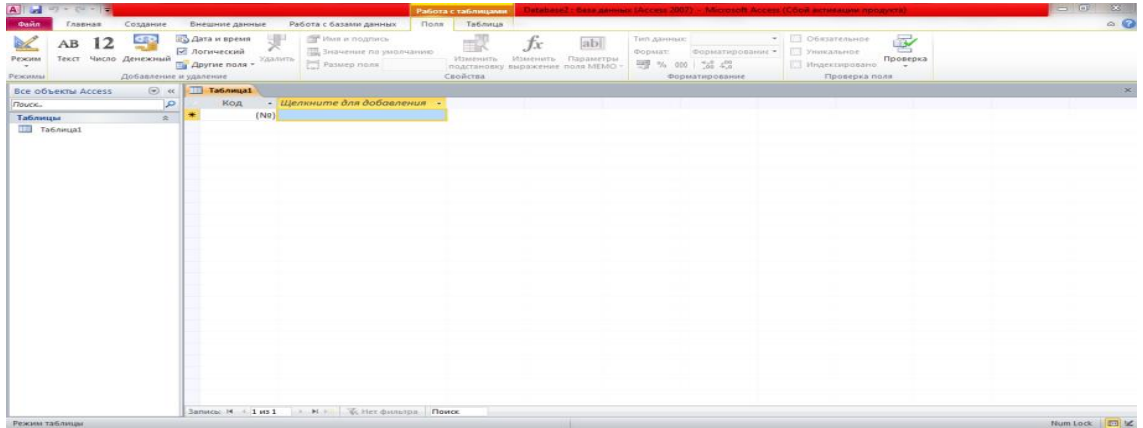 Работа с таблицами Database2 : база данных (Access 2007) - Microsoft Access (Сбой активации продукта)
Файл Главная Создание Внешние данные Работа с базами данных Поля Таблица
Режим
АВ Текст
12 Число
Денежный
Дата и время
Логический
Другие поля
Удалить
Имя и подпись
Значение по умолчанию
Размер поля
Изменить подстановку
fx Изменить выражение
ab Параметры поля МЕМО
Тип данных:
Формат: Форматирование
% 000
Обязательное
Уникальное
Индексировано
Проверка
Режимы Добавление и удаление Свойства Форматирование Проверка поля
Все объекты Access
Поиск...
Таблицы
Таблица1
Таблица1
Код Щелкните для добавления
(№)
Запись: 1 из 1 Нет фильтра Поиск
Режим таблицы Num Lock